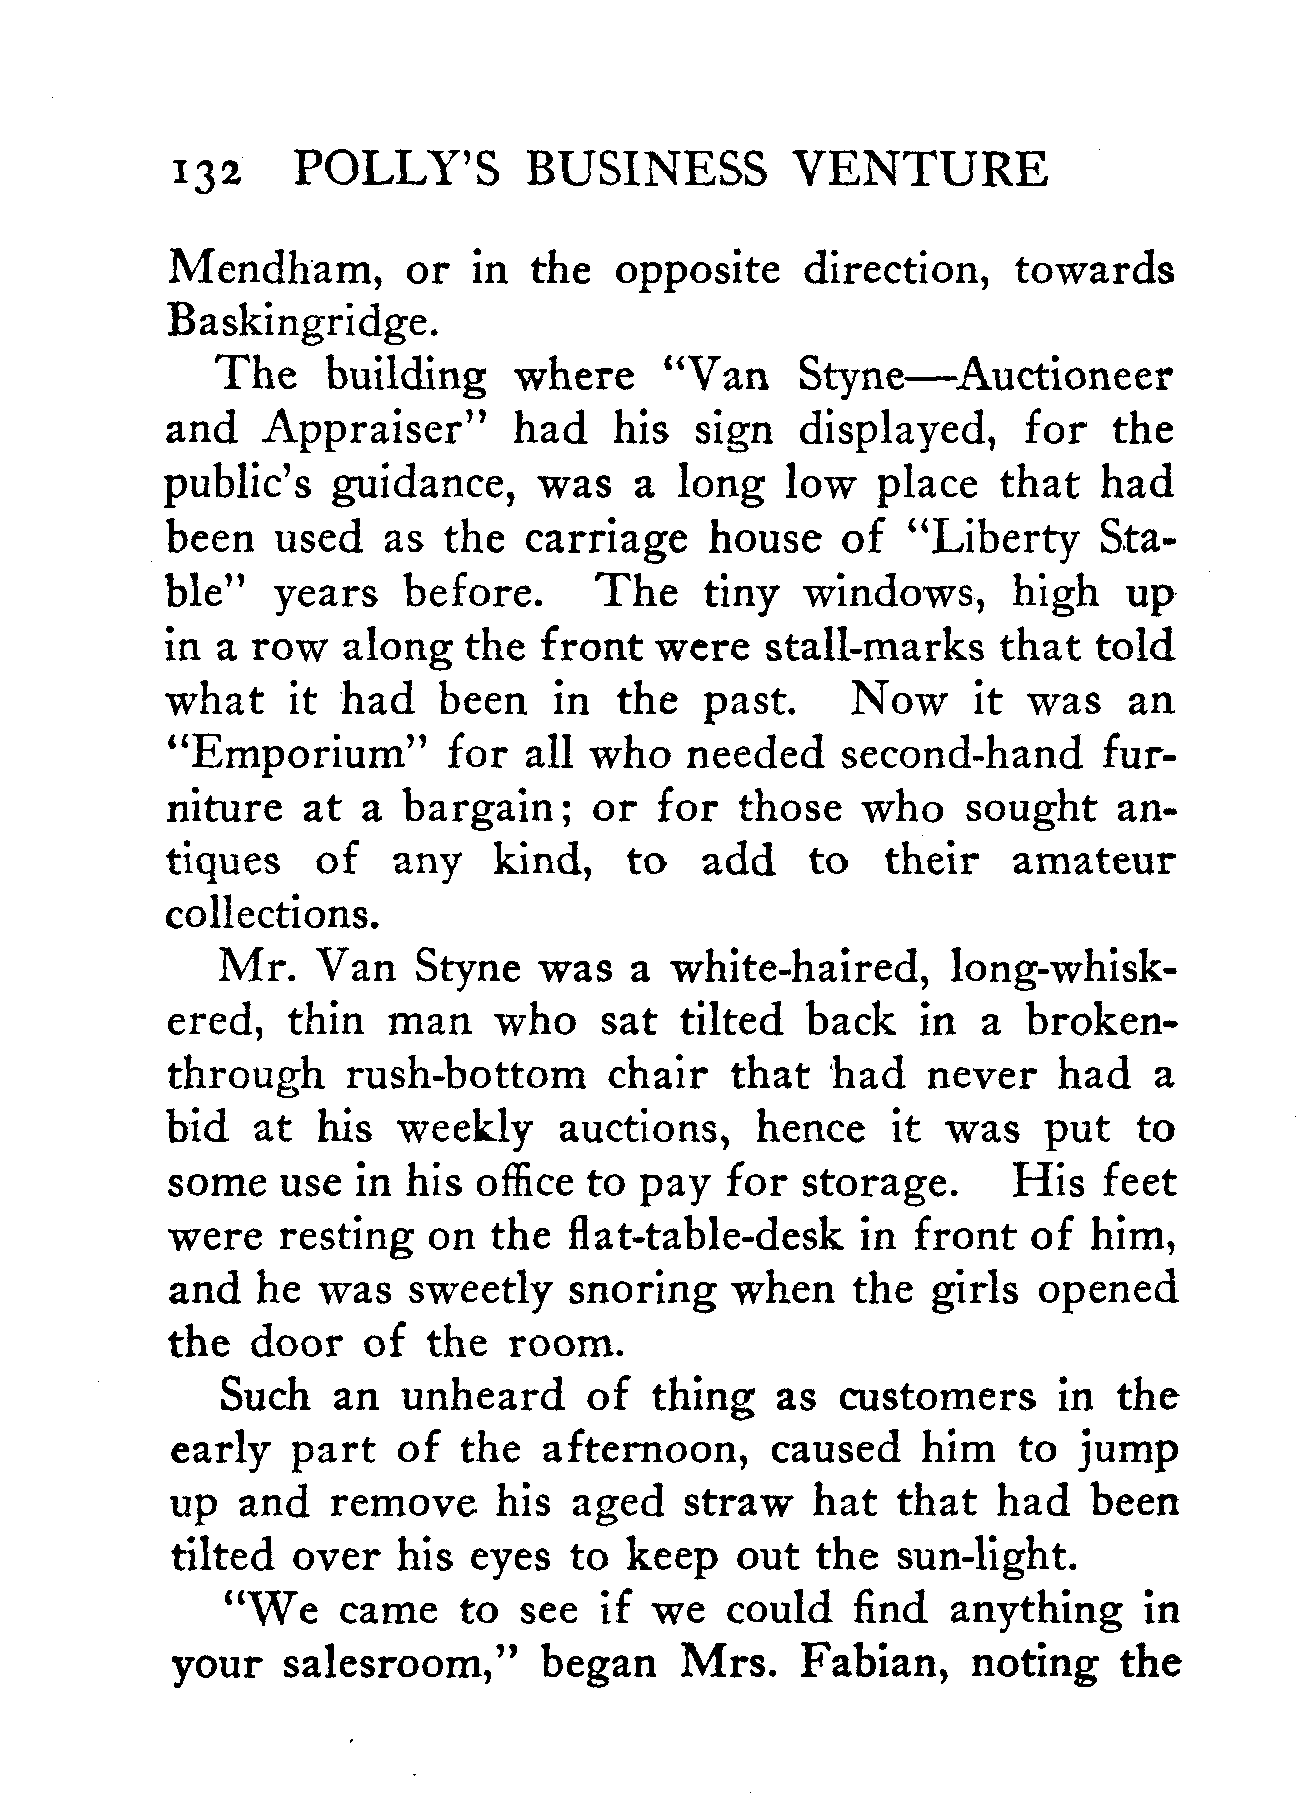 132 POLLY'S BUSINESS VENTURE
Mendham, or in the opposite direction, towards
Baskingridge.
The building where "Van Styne—Auctioneer
and Appraiser" had his sign displayed, for the
public's guidance, was a long low place that had
been used as the carriage house of "Liberty Sta-
ble" years before. The tiny windows, high up
in a row along the front were stall-marks that told
what it had been in the past. Now it was an
"Emporium" for all who needed second-hand fur-
niture at a bargain; or for those who sought an-
tiques of any kind, to add to their amateur
collections.
Mr. Van Styne was a white-haired, long-whisk-
ered, thin man who sat tilted back in a broken-
through rush-bottom chair that had never had a
bid at his weekly auctions, hence it was put to
some use in his office to pay for storage. His feet
were resting on the flat-table-desk in front of him,
and he was sweetly snoring when the girls opened
the door of the room.
Such an unheard of thing as customers in the
early part of the afternoon, caused him to jump
up and remove his aged straw hat that had been
tilted over his eyes to keep out the sun-light.
"We came to see if we could find anything in
your salesroom," began Mrs. Fabian, noting the